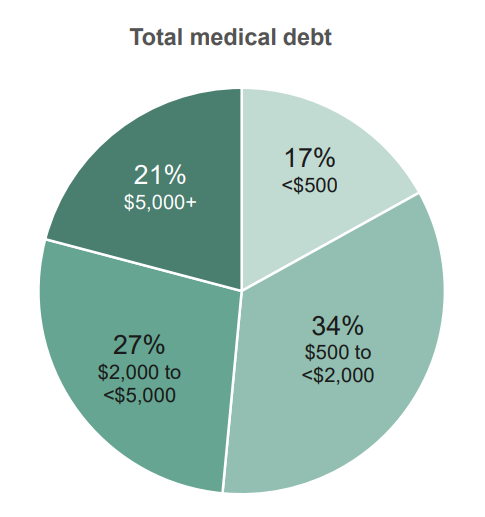 Total medical debt
17%
<$500
34%
$500 to
<$2,000
27%
$2,000 to
<$5,000
21%
$5,000+